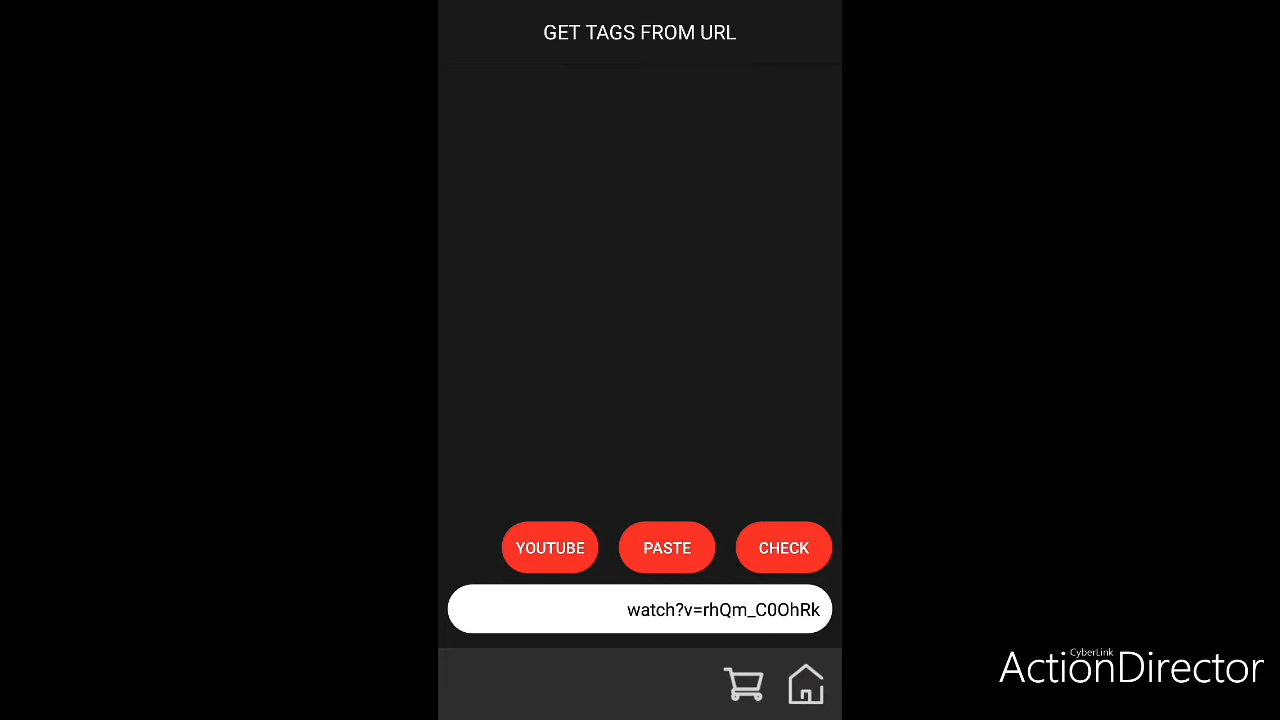 GET TAGS FROM URL
YOUTUBE PASTE CHECK
watch?v=rhQm_C0OhRk
CyberLink
ActionDirector